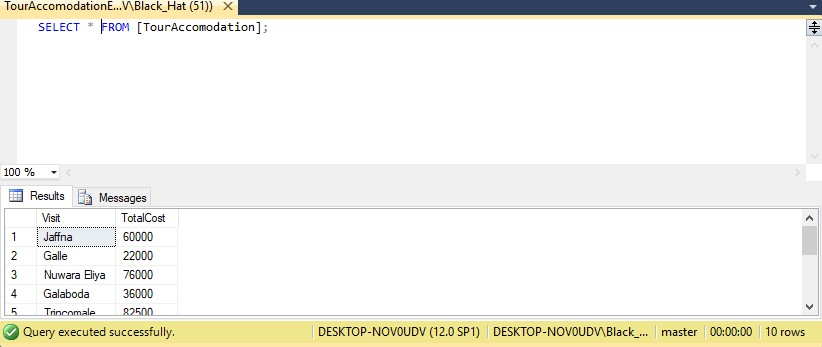 TourAccomodationE...V\Black_Hat (51)) ×
SELECT * FROM [TourAccomodation];
100 %
Results Messages
Visit TotalCost
1 Jaffna 60000
2 Galle 22000
3 Nuwara Eliya 76000
4 Galaboda 36000
5 Trincomale 82500
Query executed successfully. DESKTOP-NOV0UDV (12.0 SP1) DESKTOP-NOV0UDV\Black_... master 00:00:00 10 rows